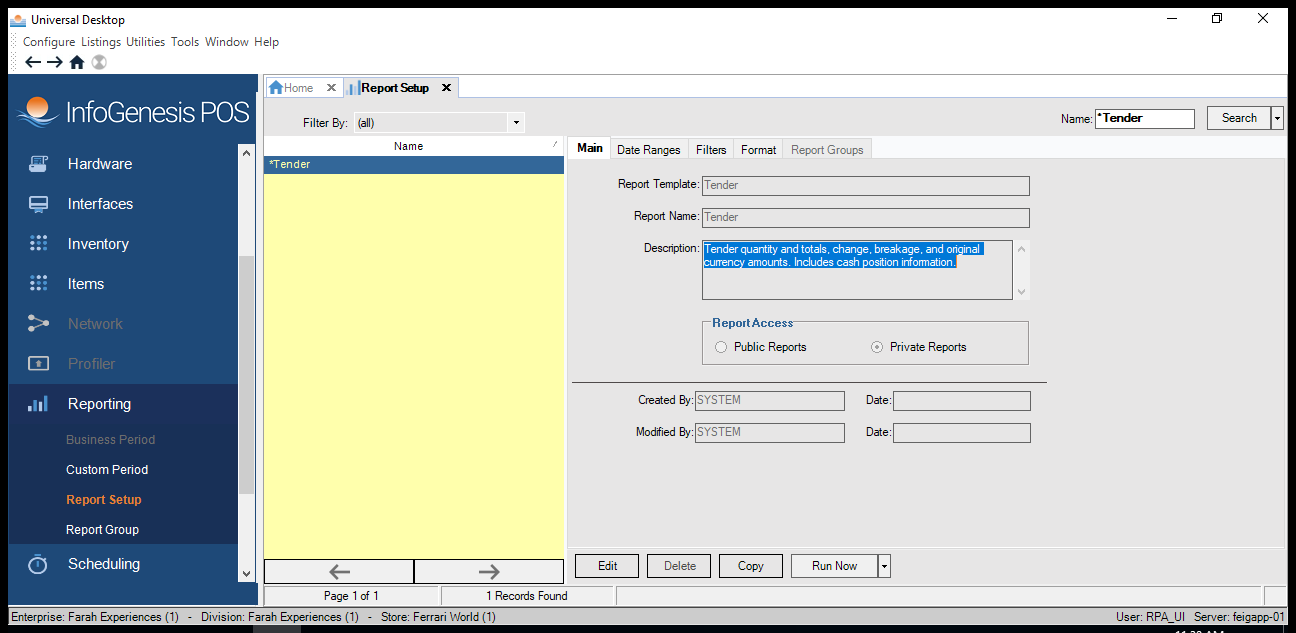 Universal Desktop
Configure Listings Utilities Tools Window Help
InfoGenesis POS
Hardware
Interfaces
Inventory
Items
Network
Profiler
Reporting
Business Period
Custom Period
Report Setup
Report Group
Scheduling
Home
Report Setup
Filter By: (all)
Name: *Tender Search
Name
*Tender
Page 1 of 1
1 Records Found
Main Date Ranges Filters Format Report Groups
Report Template: Tender
Report Name: Tender
Description: Tender quantity and totals, change, breakage, and original
currency amounts. Includes cash position information.
Report Access
Public Reports Private Reports
Created By: SYSTEM Date:
Modified By: SYSTEM Date:
Edit Delete Copy Run Now
Enterprise: Farah Experiences (1) - Division: Farah Experiences (1) - Store: Ferrari World (1)
User: RPA_UI Server: feigapp-01